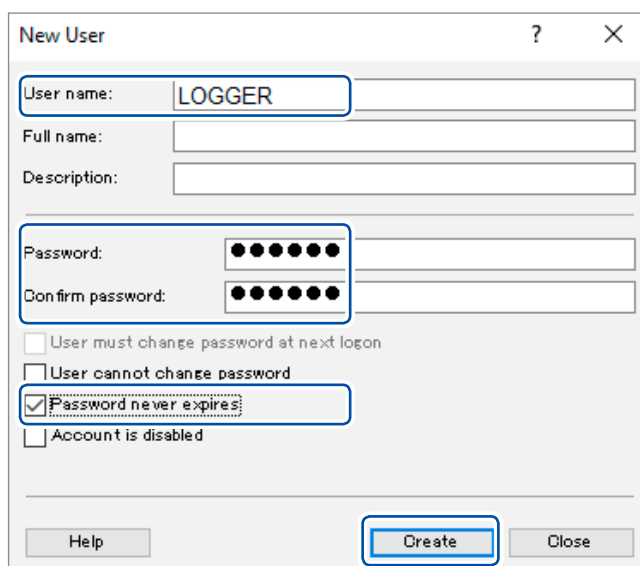 New User ? ×
User name: LOGGER
Full name:
Description:
Password: ●●●●●●
Confirm password: ●●●●●●
User must change password at next logon
User cannot change password
Password never expires
Account is disabled
Help Create Close